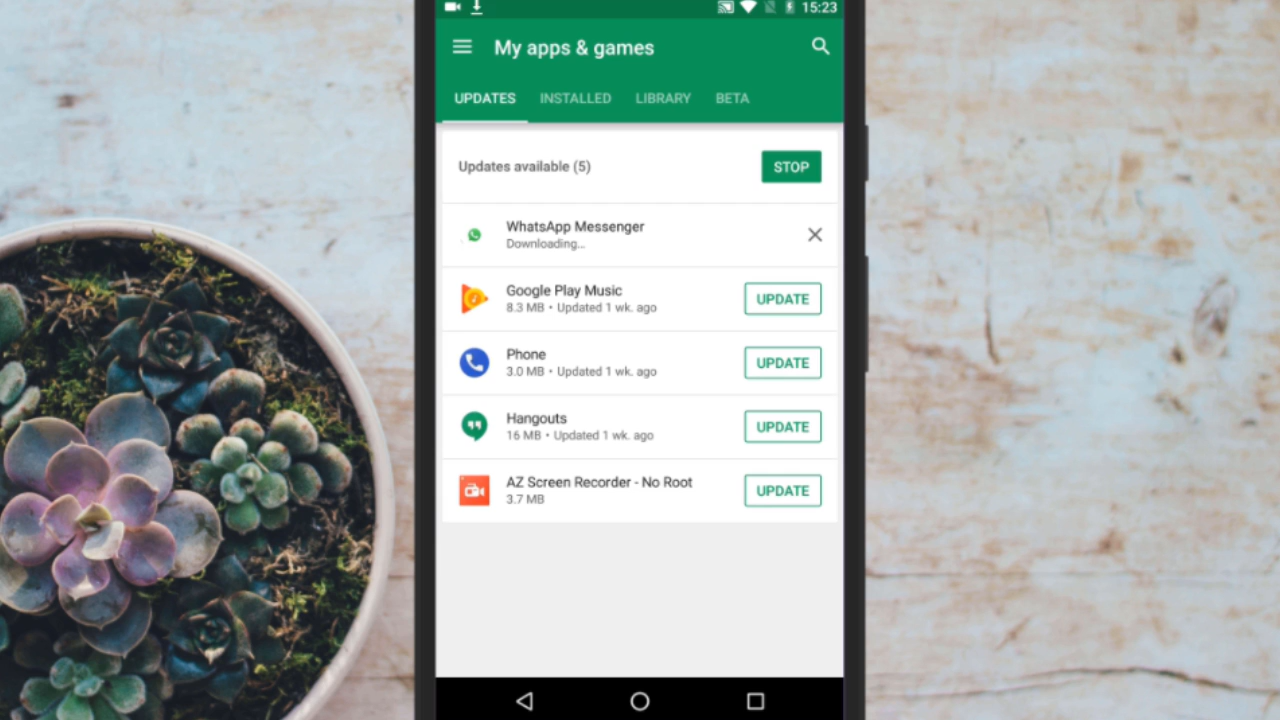 15:23
My apps & games
UPDATES INSTALLED LIBRARY BETA
Updates available (5) STOP
WhatsApp Messenger
Downloading...
Google Play Music
8.3 MB • Updated 1 wk. ago
UPDATE
Phone
3.0 MB • Updated 1 wk. ago
UPDATE
Hangouts
16 MB • Updated 1 wk. ago
UPDATE
AZ Screen Recorder - No Root
3.7 MB
UPDATE